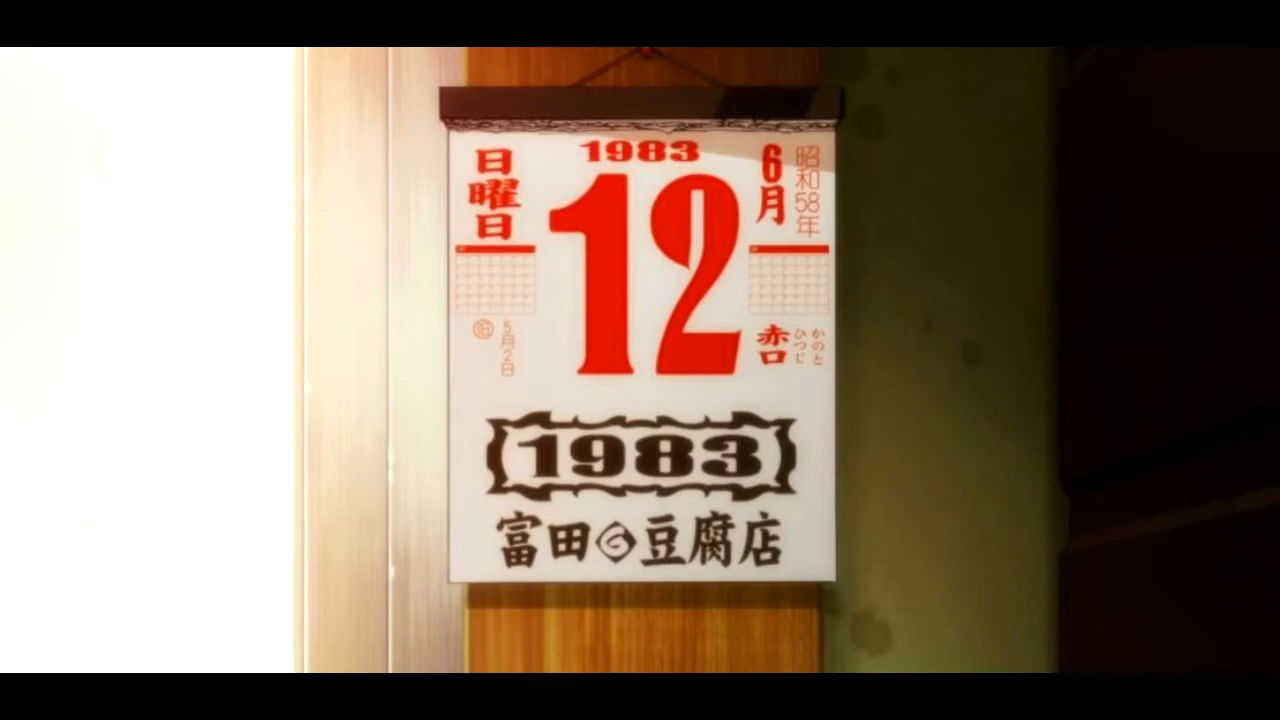 1983
日曜日
12
6月
昭和58年
旧
5月2日
赤口
かのと
ひつじ
1983
富田 豆腐店